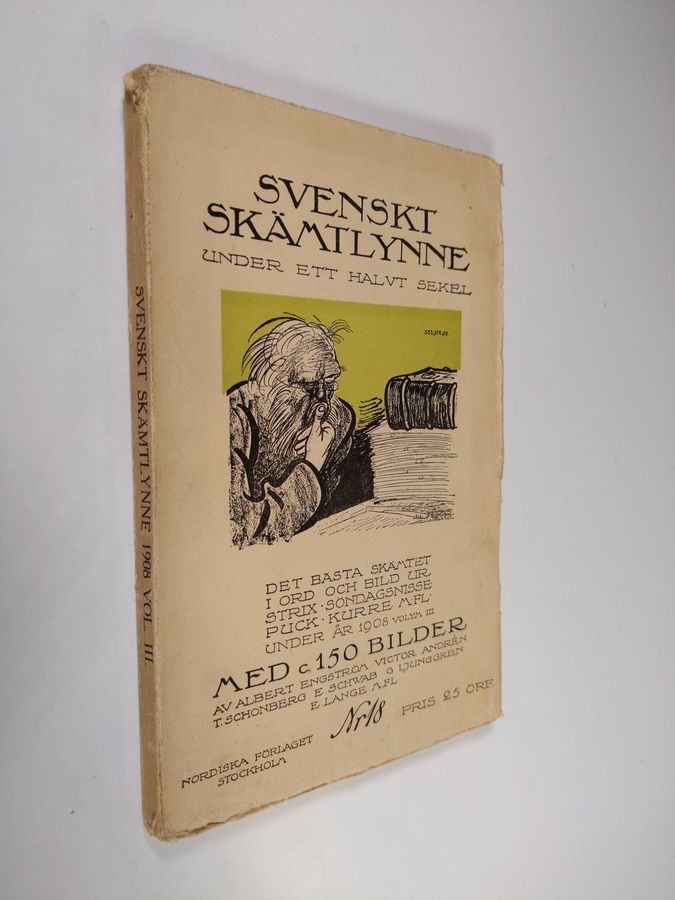 SVENSKT
SKÄMTLYNNE
UNDER ETT HALVT SEKEL
DET BÄSTA SKÄMTET
I ORD OCH BILD UR
STRIX · SÖNDAGSNISSE
PUCK · KURRE M.FL.
UNDER ÅR 1908 VOLYM III
MED c. 150 BILDER
AV ALBERT ENGSTRÖM VICTOR ANDRÉN
T. SCHONBERG E. SCHWAB G LJUNGGREN
E. LANGE M.FL
Nr 18
PRIS 25 ÖRE
NORDISKA FÖRLAGET
STOCKHOLM
SVENSKT SKÄMTLYNNE 1908 VOL. III.